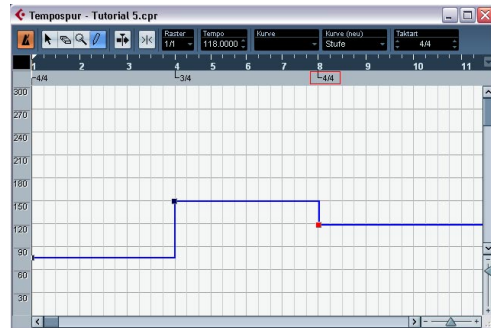 Tempospur - Tutorial 5.cpr
Raster Tempo Kurve Kurve (neu) Taktart
1/1 118.0000 Stufe 4/4
1 2 3 4 5 6 7 8 9 10 11
4/4 3/4 4/4
300
270
240
210
180
150
120
90
60
30